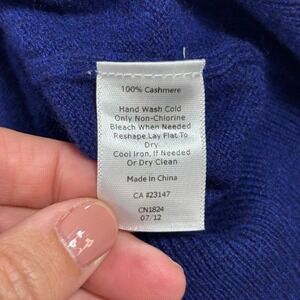 100% Cashmere
Hand Wash Cold
Only Non-Chlorine
Bleach When Needed
Reshape,Lay Flat To
Dry.
Cool Iron, If Needed
Or Dry Clean
Made in China
CA #23147
CN1824
07/12